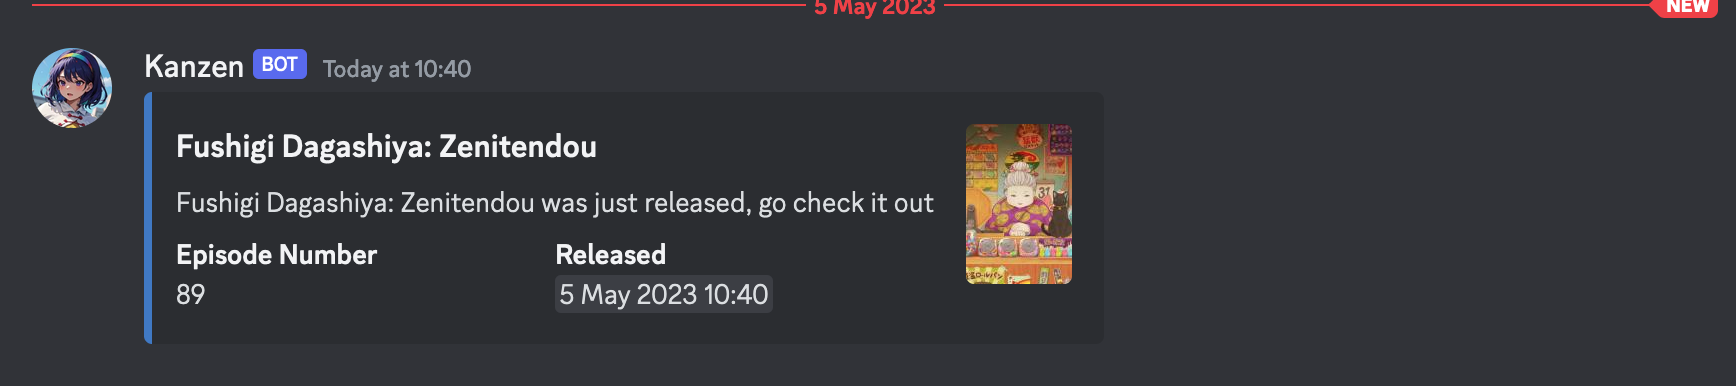 5 May 2023
NEW
Kanzen BOT Today at 10:40
Fushigi Dagashiya: Zenitendou
Fushigi Dagashiya: Zenitendou was just released, go check it out
Episode Number
89
Released
5 May 2023 10:40
31